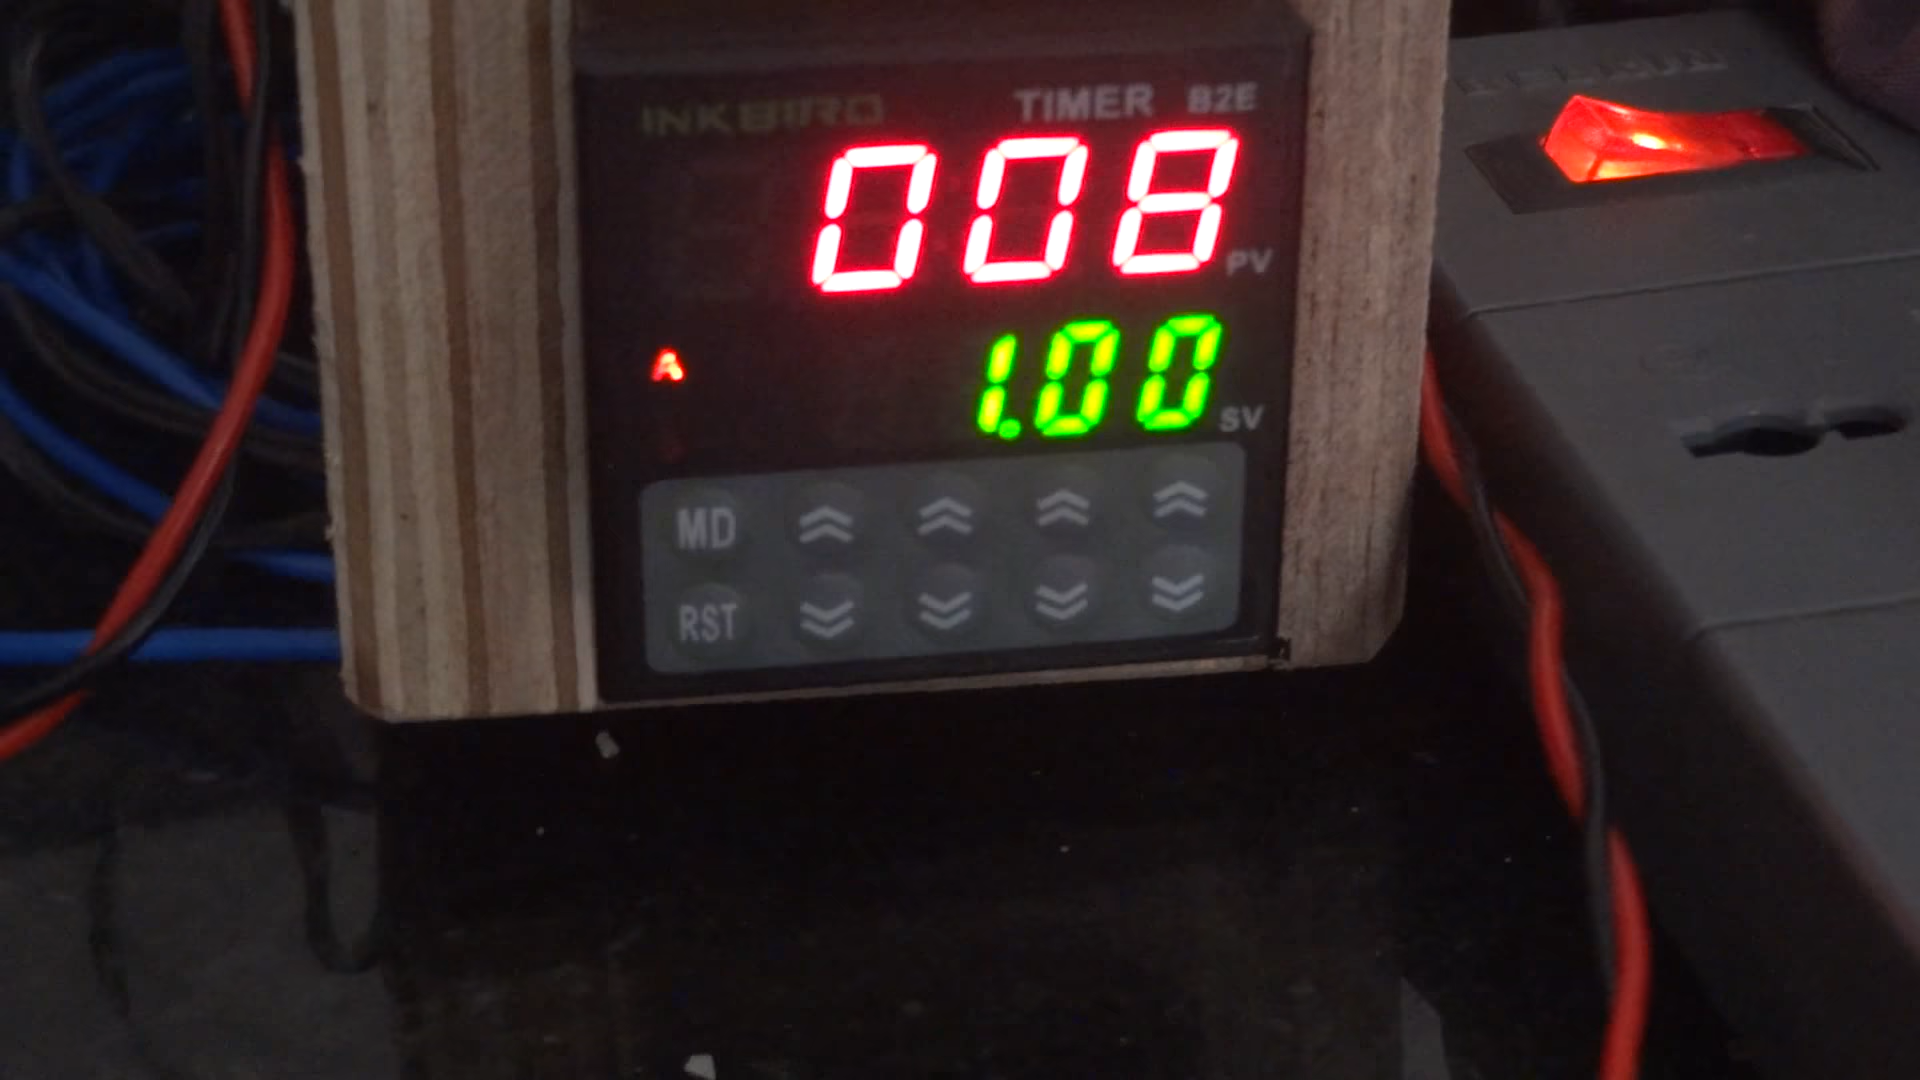 INKBIRD TIMER B2E
008 PV
A 1.00 SV
MD
RST